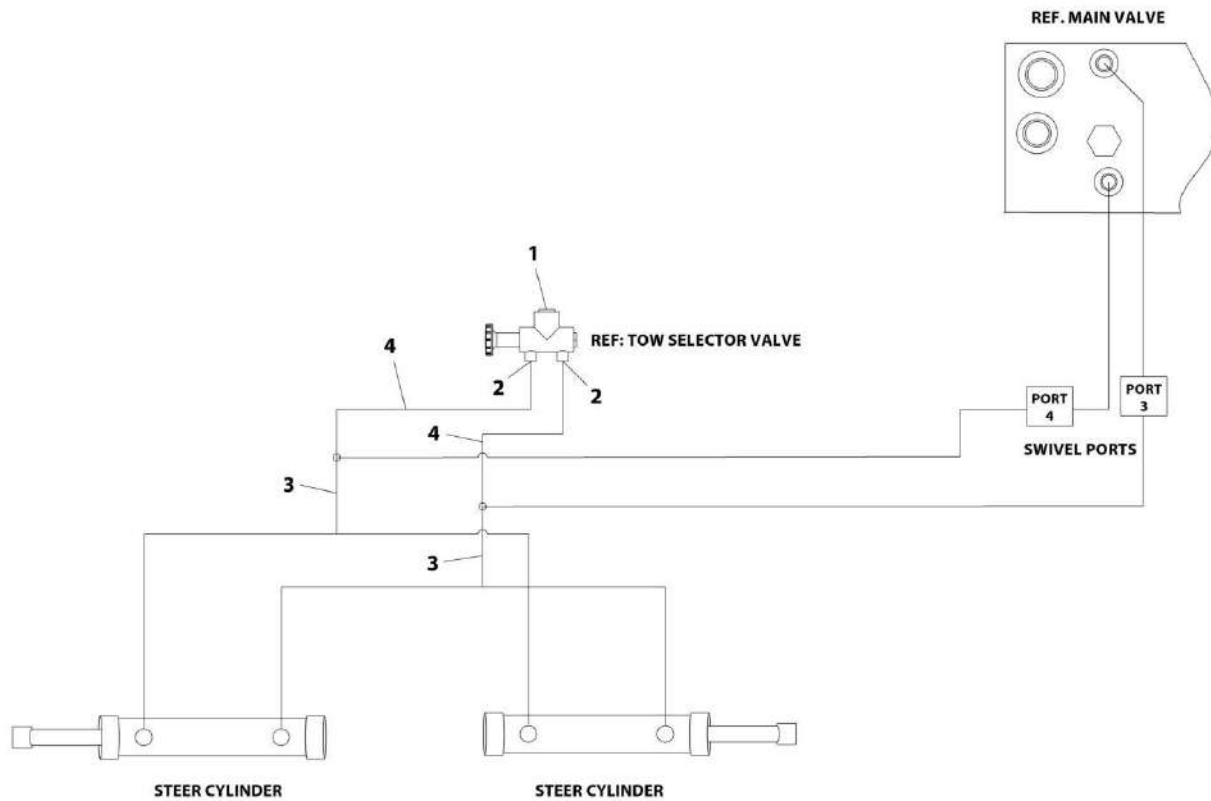 REF. MAIN VALVE
1
REF: TOW SELECTOR VALVE
4
2
2
PORT
3
PORT
4
4
SWIVEL PORTS
3
3
STEER CYLINDER
STEER CYLINDER